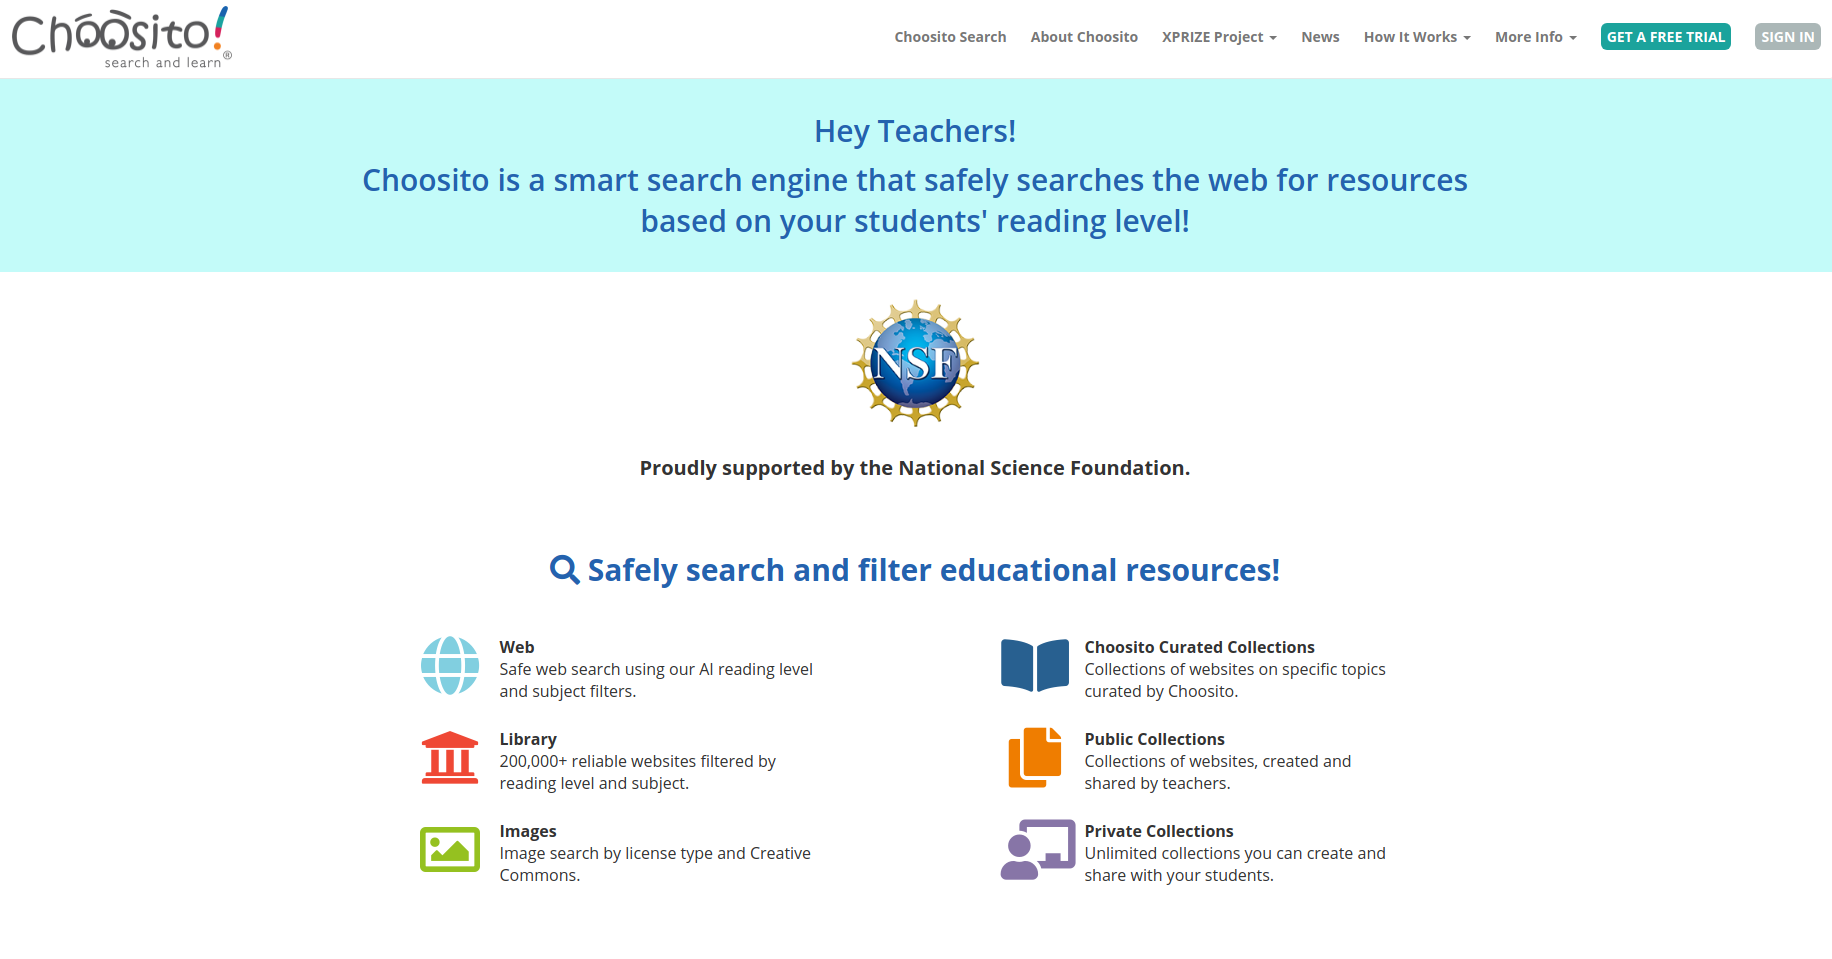 Choosito!
search and learn®
Choosito Search
About Choosito
XPRIZE Project
News
How It Works
More Info
GET A FREE TRIAL
SIGN IN
Hey Teachers!
Choosito is a smart search engine that safely searches the web for resources
based on your students' reading level!
NSF
Proudly supported by the National Science Foundation.
Safely search and filter educational resources!
Web
Safe web search using our AI reading level
and subject filters.
Choosito Curated Collections
Collections of websites on specific topics
curated by Choosito.
Library
200,000+ reliable websites filtered by
reading level and subject.
Public Collections
Collections of websites, created and
shared by teachers.
Images
Image search by license type and Creative
Commons.
Private Collections
Unlimited collections you can create and
share with your students.